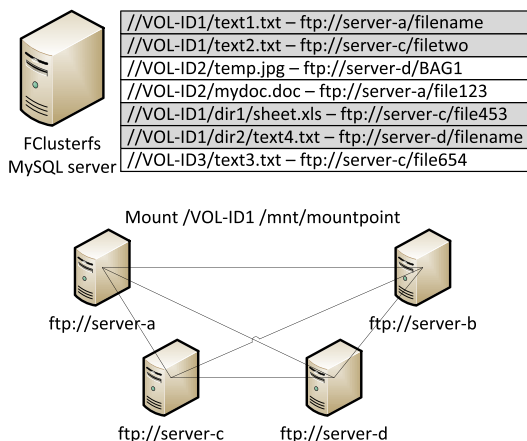 //VOL-ID1/text1.txt – ftp://server-a/filename
//VOL-ID1/text2.txt – ftp://server-c/filetwo
//VOL-ID2/temp.jpg – ftp://server-d/BAG1
//VOL-ID2/mydoc.doc – ftp://server-a/file123
//VOL-ID1/dir1/sheet.xls – ftp://server-c/file453
//VOL-ID1/dir2/text4.txt – ftp://server-d/filename
//VOL-ID3/text3.txt – ftp://server-c/file654
FClusterfs
MySQL server
Mount /VOL-ID1 /mnt/mountpoint
ftp://server-a
ftp://server-b
ftp://server-c
ftp://server-d